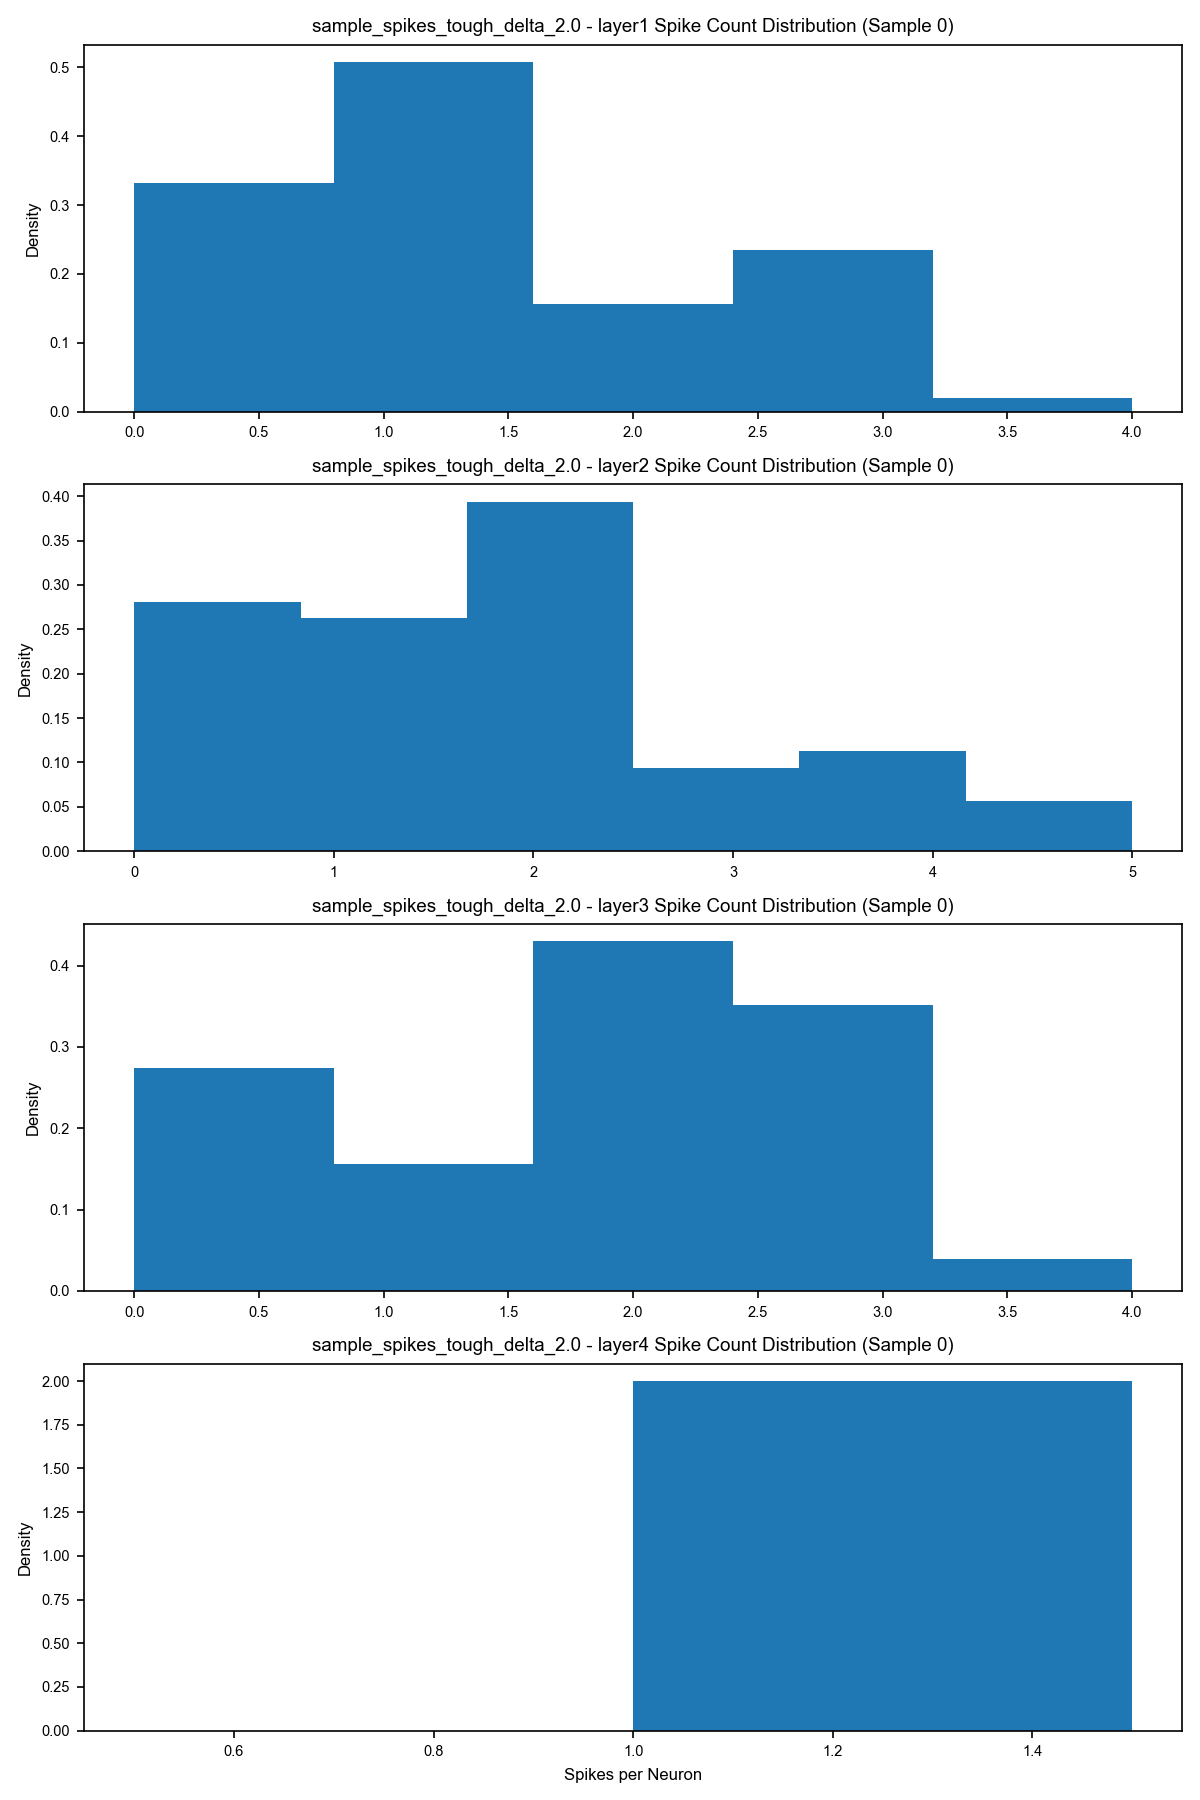 sample_spikes_tough_delta_2.0 - layer1 Spike Count Distribution (Sample 0)
0.5
0.4
0.3
0.2
0.1
0.0
Density
0.0 0.5 1.0 1.5 2.0 2.5 3.0 3.5 4.0
sample_spikes_tough_delta_2.0 - layer2 Spike Count Distribution (Sample 0)
0.40
0.35
0.30
0.25
0.20
0.15
0.10
0.05
0.00
Density
0 1 2 3 4 5
sample_spikes_tough_delta_2.0 - layer3 Spike Count Distribution (Sample 0)
0.4
0.3
0.2
0.1
0.0
Density
0.0 0.5 1.0 1.5 2.0 2.5 3.0 3.5 4.0
sample_spikes_tough_delta_2.0 - layer4 Spike Count Distribution (Sample 0)
2.00
1.75
1.50
1.25
1.00
0.75
0.50
0.25
0.00
Density
0.6 0.8 1.0 1.2 1.4
Spikes per Neuron